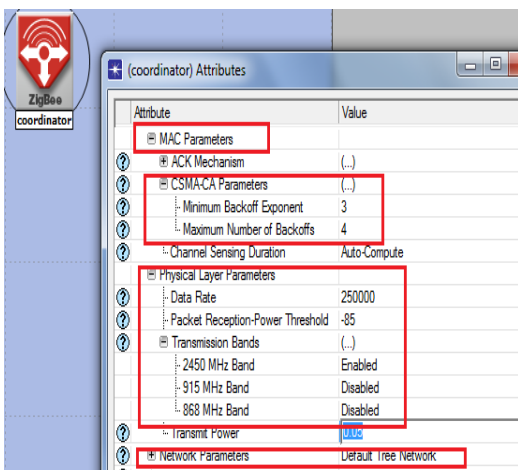 ZigBee
coordinator
(coordinator) Attributes
Attribute Value
MAC Parameters
ACK Mechanism (...)
CSMA-CA Parameters (...)
Minimum Backoff Exponent 3
Maximum Number of Backoffs 4
Channel Sensing Duration Auto-Compute
Physical Layer Parameters
Data Rate 250000
Packet Reception-Power Threshold -85
Transmission Bands (...)
2450 MHz Band Enabled
915 MHz Band Disabled
868 MHz Band Disabled
Transmit Power 0.05
Network Parameters Default Tree Network